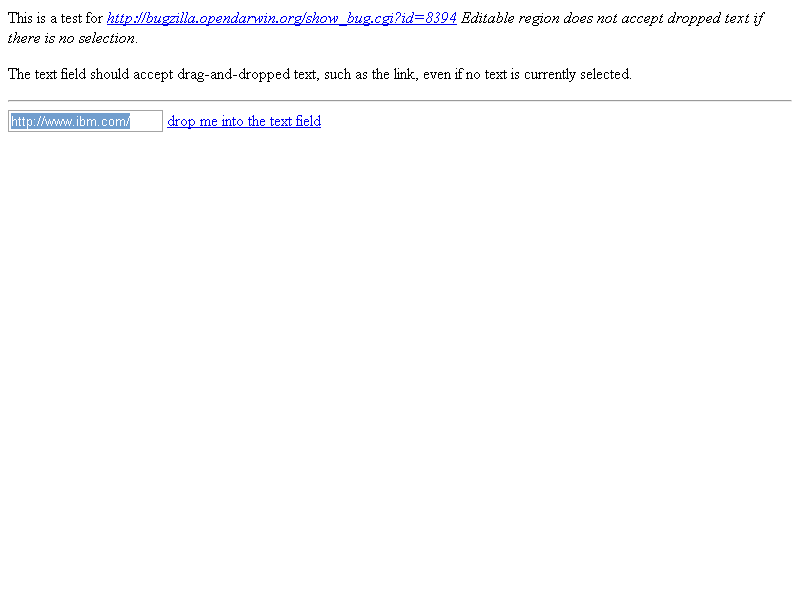 This is a test for http://bugzilla.opendarwin.org/show_bug.cgi?id=8394 Editable region does not accept dropped text if
there is no selection.
The text field should accept drag-and-dropped text, such as the link, even if no text is currently selected.
http://www.ibm.com/ drop me into the text field